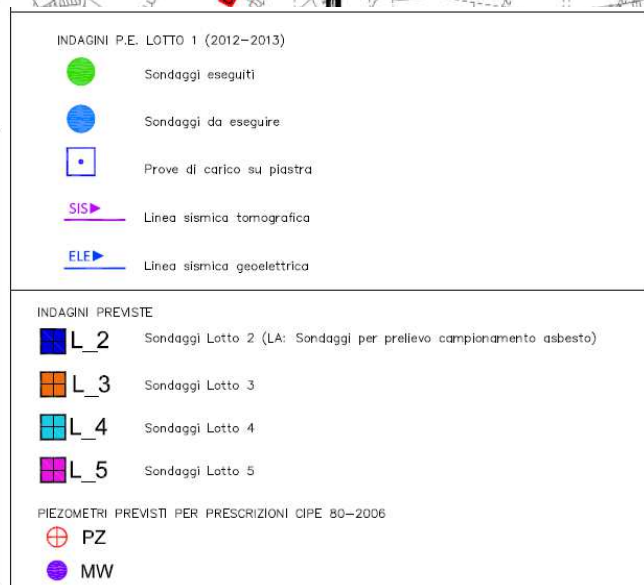 INDAGINI P.E. LOTTO 1 (2012-2013)
Sondaggi eseguiti
Sondaggi da eseguire
Prove di carico su piastra
SIS Linea sismica tomografica
ELE Linea sismica geoelettrica
INDAGINI PREVISTE
L_2 Sondaggi Lotto 2 (LA: Sondaggi per prelievo campionamento asbesto)
L_3 Sondaggi Lotto 3
L_4 Sondaggi Lotto 4
L_5 Sondaggi Lotto 5
PIEZOMETRI PREVISTI PER PRESCRIZIONI CIPE 80-2006
PZ
MW